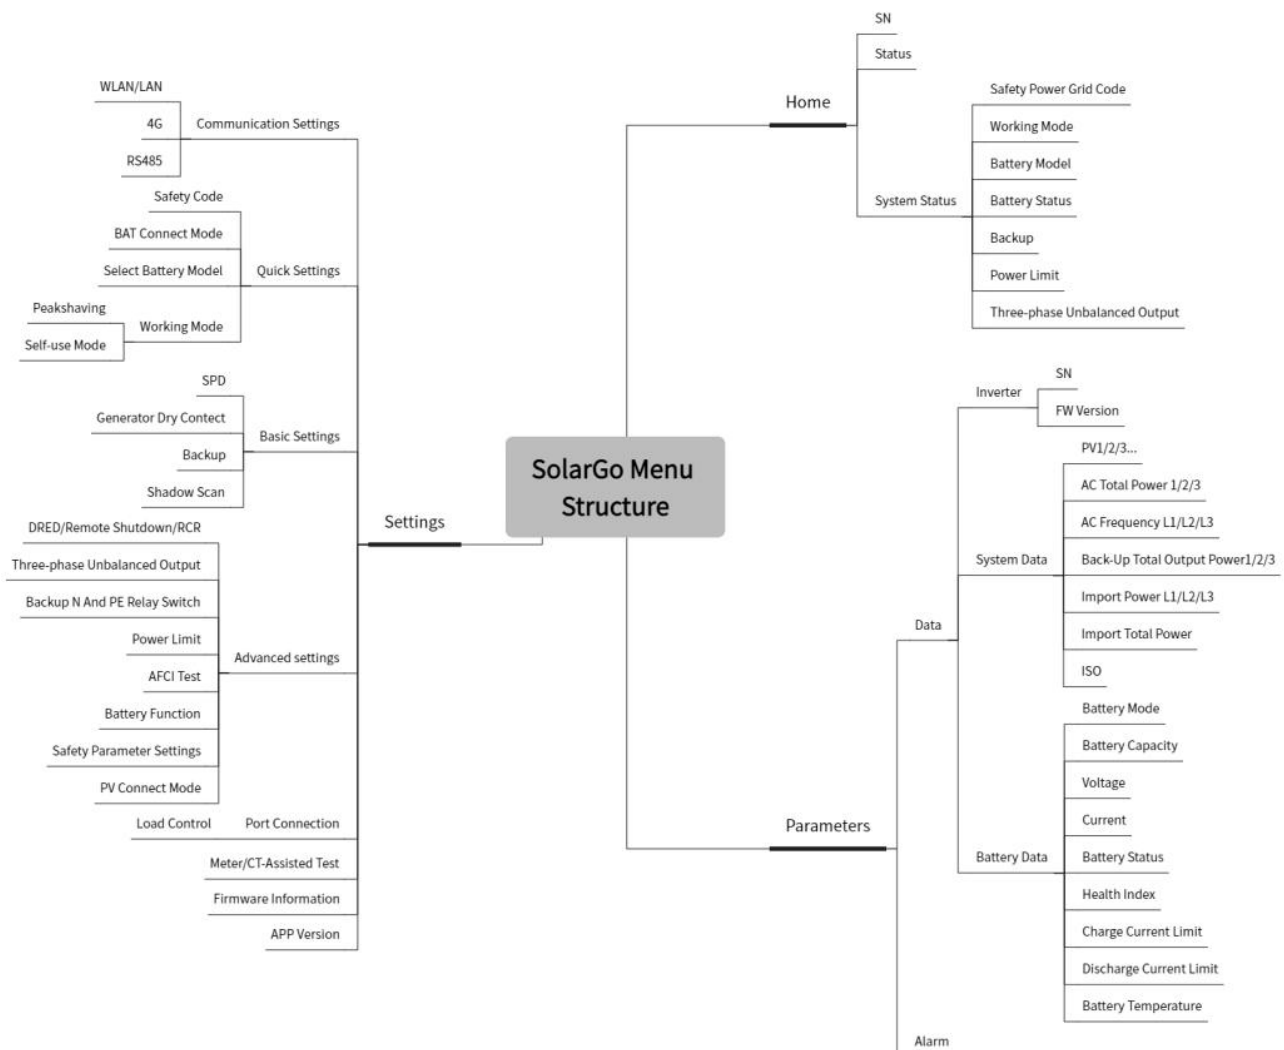 SolarGo Menu
Structure
Home
SN
Status
System Status
Safety Power Grid Code
Working Mode
Battery Model
Battery Status
Backup
Power Limit
Three-phase Unbalanced Output
Parameters
Data
Inverter
SN
FW Version
System Data
PV1/2/3...
AC Total Power 1/2/3
AC Frequency L1/L2/L3
Back-Up Total Output Power1/2/3
Import Power L1/L2/L3
Import Total Power
ISO
Battery Data
Battery Mode
Battery Capacity
Voltage
Current
Battery Status
Health Index
Charge Current Limit
Discharge Current Limit
Battery Temperature
Alarm
Settings
Communication Settings
WLAN/LAN
4G
RS485
Quick Settings
Safety Code
BAT Connect Mode
Select Battery Model
Working Mode
Peakshaving
Self-use Mode
Basic Settings
SPD
Generator Dry Contect
Backup
Shadow Scan
Advanced settings
DRED/Remote Shutdown/RCR
Three-phase Unbalanced Output
Backup N And PE Relay Switch
Power Limit
AFCI Test
Battery Function
Safety Parameter Settings
PV Connect Mode
Port Connection
Load Control
Meter/CT-Assisted Test
Firmware Information
APP Version